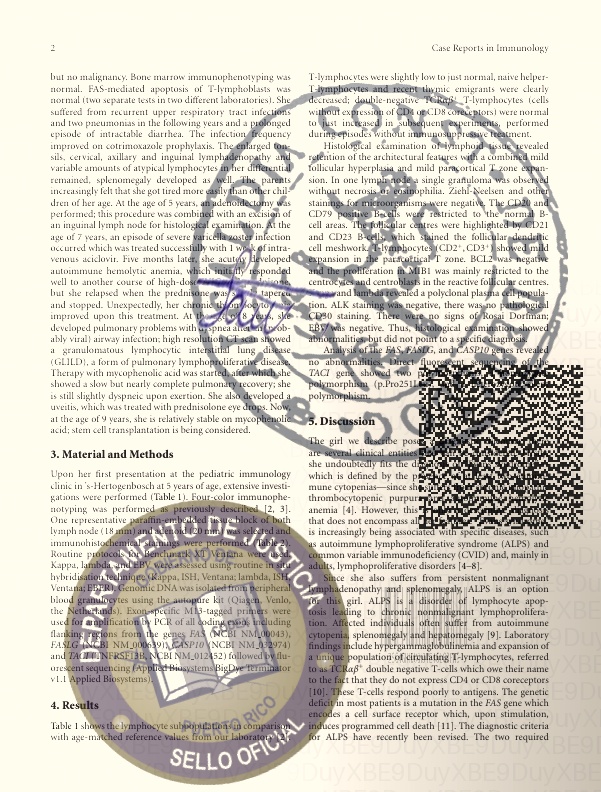 2
Case Reports in Immunology
but no malignancy. Bone marrow immunophenotyping was
normal. FAS-mediated apoptosis of T-lymphoblasts was
normal (two separate tests in two different laboratories). She
suffered from recurrent upper respiratory tract infections
and two pneumonias in the following years and a prolonged
episode of intractable diarrhea. The infection frequency
improved on cotrimoxazole prophylaxis. The enlarged ton-
sils, cervical, axillary and inguinal lymphadenopathy and
variable amounts of atypical lymphocytes after differential
remained, splenomegaly developed as well. The parents
increasingly felt that she got tired more easily than other chil-
dren of her age. At the age of 5 years, an adenoidectomy was
performed; this procedure was combined with an excision of
an inguinal lymph node for histological examination. At the
age of 7 years, an episode of severe varicella zoster infection
occurred which was treated successfully with 1 week of intra-
venous aciclovir. Five months later, she acutely developed
autoimmune hemolytic anemia, which initially responded
well to another course of high-dose
but she relapsed when the prednisone was tapered
and stopped. Unexpectedly, her chronic
improved upon this treatment. At of 8 years, she
developed pulmonary problems with dyspnea after a (prob-
ably viral) airway infection; high resolution CT-scan showed
a granulomatous lymphocytic interstitial lung disease
(GLILD), a form of pulmonary lymphoproliferative disease.
Therapy with mycophenolic acid was started, after which she
showed a slow but nearly complete pulmonary recovery; she
is still slightly dyspneic upon exertion. She also developed a
uveitis, which was treated with prednisolone eye drops. Now,
at the age of 9 years, she is relatively stable on mycophenolic
acid; stem cell transplantation is being considered.
3. Material and Methods
Upon her first presentation at the pediatric immunology
clinic in 's-Hertogenbosch at 5 years of age, extensive investi-
gations were performed (Table 1). Four-color immunophe-
notyping was performed as previously described [2, 3].
One representative paraffin-embedded tissue block of both
lymph node (18 mm and adenoid 20 mm) was selected and
immunohistochemical stainings were performed (Table 2).
Routine protocols for Benchmark, Ventana were used.
Kappa, lambda, and EBV were assessed using routine in situ
hybridisation technique (Kappa, ISH, Ventana; lambda, ISH,
Ventana; EBER). Genomic DNA was isolated from peripheral
blood granulocytes using the autopure kit (Qiagen, Venlo,
the Netherlands). Exon-specific M13-tagged primers were
used for amplification by PCR of all coding exons including
flanking regions from the genes FAS (NCBI NM_000043),
FASLG (NCBI NM_000639), CASP10 (NCBI NM_032974)
and TACI (TNFRSF13B, NCBI NM_012452) followed by flu-
orescent sequencing (Applied Biosystems BigDye Terminator
v1.1 Applied Biosystems).
4. Results
Table 1 shows the lymphocyte subpopulations in comparison
with age-matched reference values from our laboratory [2].
T-lymphocytes were slightly low to just normal, naive helper-
T-lymphocytes and recent thymic emigrants were clearly
decreased; double-negative TCRαβ+ T-lymphocytes (cells
without expression of CD4 or CD8 coreceptors) were normal
to just increased in subsequent experiments, performed
during episodes without immunosuppressive treatment.
Histological examination of lymphoid tissue revealed
retention of the architectural features with a combined mild
follicular hyperplasia and mild paracortical T zone expan-
sion. In one lymph node a single granuloma was observed
without necrosis or eosinophilia. Ziehl-Neelsen and other
stainings for microorganisms were negative. The CD20 and
CD79 positive B-cells were restricted to the normal B-
cell areas. The follicular centres were highlighted by CD21
and CD23 B-cells, which stained the follicular dendritic
cell meshwork. T-lymphocytes (CD2+, CD3+) showed mild
expansion in the paracortical T zone. BCL2 was negative
and the proliferation in MIB1 was mainly restricted to the
centrocytes and centroblasts in the reactive follicular centres.
and lambda revealed a polyclonal plasma cell popula-
tion. ALK staining was negative, there was no pathological
CD30 staining. There were no signs of Rosai Dorfman;
EBV was negative. Thus, histological examination showed
abnormalities, but did not point to a specific diagnosis.
Analysis of the FAS, FASLG, and CASP10 genes revealed
no abnormalities. Direct fluorescent sequencing of the
TACI gene showed two
polymorphism (p.Pro251L
polymorphism.
5. Discussion
The girl we describe pose
are several clinical entities
she undoubtedly fits the
which is defined by the
mune cytopenias—since she
thrombocytopenic purpura
anemia [4]. However, this
that does not encompass all
is increasingly being associated with specific diseases, such
as autoimmune lymphoproliferative syndrome (ALPS) and
common variable immunodeficiency (CVID) and, mainly in
adults, lymphoproliferative disorders [4–8].
Since she also suffers from persistent nonmalignant
lymphadenopathy and splenomegaly, ALPS is an option
for this girl. ALPS is a disorder of lymphocyte apop-
tosis leading to chronic nonmalignant lymphoprolifera-
tion. Affected individuals often suffer from autoimmune
cytopenia, splenomegaly and hepatomegaly [9]. Laboratory
findings include hypergammaglobulinemia and expansion of
a unique population of circulating T-lymphocytes, referred
to as TCRαβ+ double negative T-cells which owe their name
to the fact that they do not express CD4 or CD8 coreceptors
[10]. These T-cells respond poorly to antigens. The genetic
deficit in most patients is a mutation in the FAS gene which
encodes a cell surface receptor which, upon stimulation,
induces programmed cell death [11]. The diagnostic criteria
for ALPS have recently been revised. The two required
SELLO OFICIAL